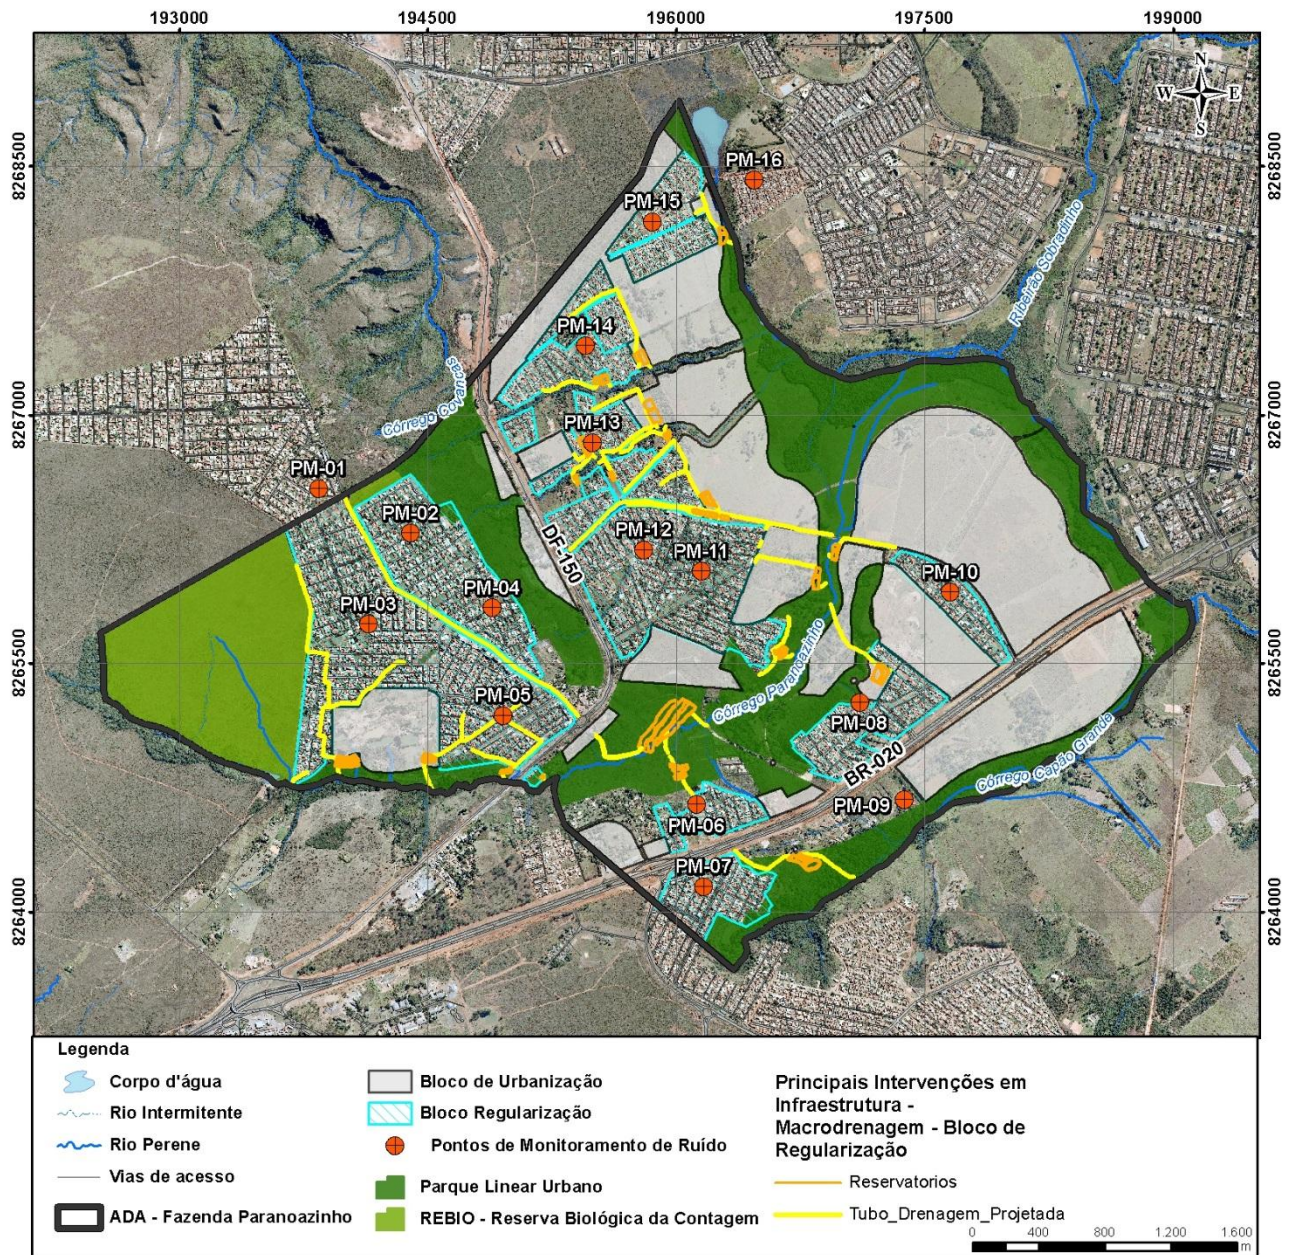 193000 194500 196000 197500 199000
N
W E
S
8268500 8268500
PM-16
PM-15
Ribeirão Sobradinho
PM-14
8267000 8267000
Córrego Covancas
PM-13
PM-01
PM-02
DF-150
PM-12
PM-11
PM-10
PM-04
PM-03
8265500 8265500
Córrego Paranoazinho
PM-05
PM-08
BR-020
Córrego Capão Grande
PM-09
PM-06
PM-07
8264000 8264000
Legenda
Corpo d'água
Rio Intermitente
Rio Perene
Vias de acesso
ADA - Fazenda Paranoazinho
Bloco de Urbanização
Bloco Regularização
Pontos de Monitoramento de Ruído
Parque Linear Urbano
REBIO - Reserva Biológica da Contagem
Principais Intervenções em
Infraestrutura -
Macrodrenagem - Bloco de
Regularização
Reservatorios
Tubo_Drenagem_Projetada
0 400 800 1.200 1.600
m